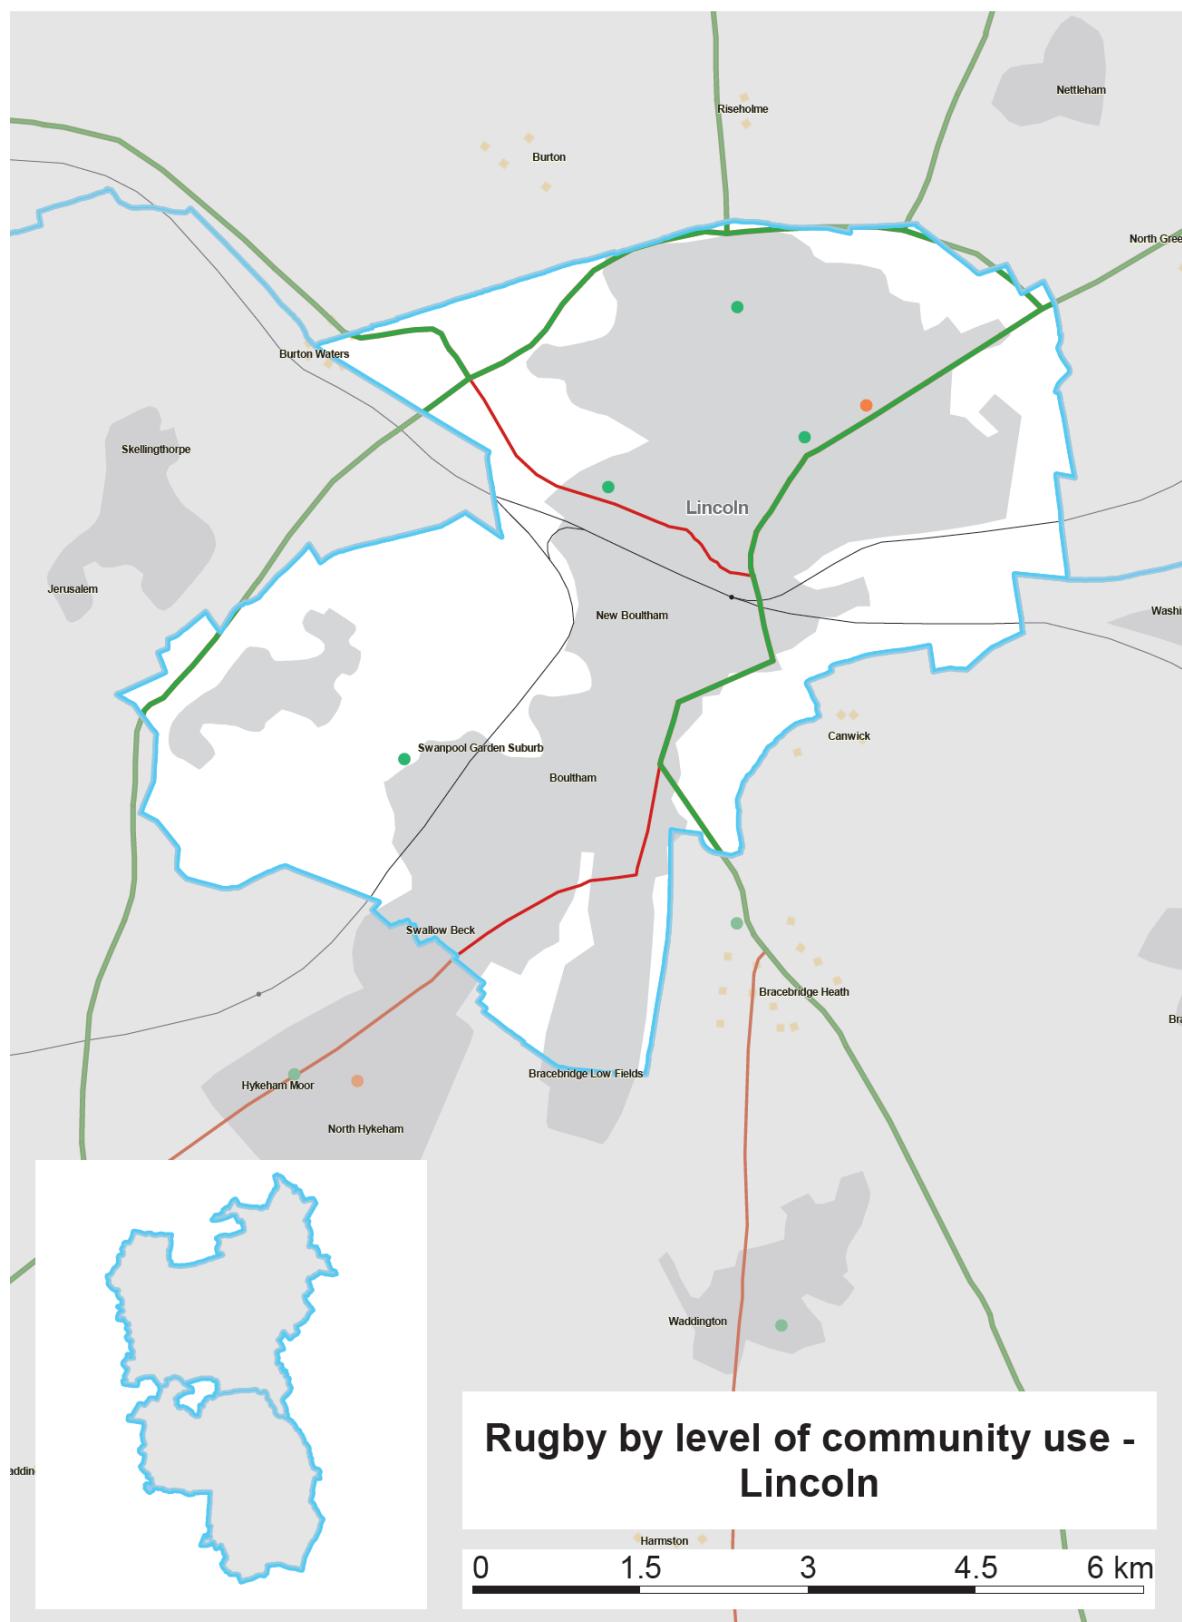 Nettleham
Riseholme
Burton
North Gree
Burton Waters
Skellingthorpe
Lincoln
Jerusalem
New Boultham
Washi
Canwick
Swanpool Garden Suburb
Boultham
Swallow Beck
Bracebridge Heath
Bra
Bracebridge Low Fields
Hykeham Moor
North Hykeham
Waddington
Rugby by level of community use -
Lincoln
addin
Harmston
0 1.5 3 4.5 6 km